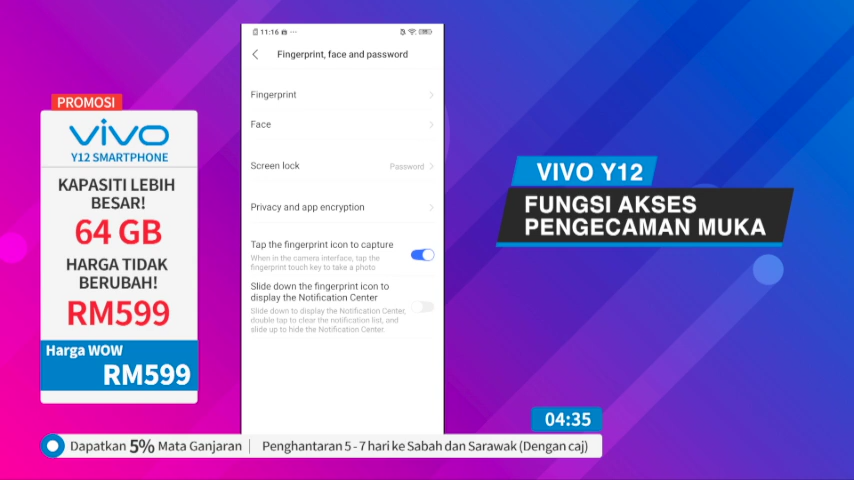 PROMOSI
vivo
Y12 SMARTPHONE
KAPASITI LEBIH
BESAR!
64 GB
HARGA TIDAK
BERUBAH!
RM599
Harga WOW
RM599
11:16
Fingerprint, face and password
Fingerprint
Face
Screen lock Password
Privacy and app encryption
Tap the fingerprint icon to capture
When in the camera interface, tap the
fingerprint touch key to take a photo
Slide down the fingerprint icon to
display the Notification Center
Slide down to display the Notification Center,
double tap to clear the notification list, and
slide up to hide the Notification Center.
VIVO Y12
FUNGSI AKSES
PENGECAMAN MUKA
04:35
Dapatkan 5% Mata Ganjaran | Penghantaran 5 - 7 hari ke Sabah dan Sarawak (Dengan caj)